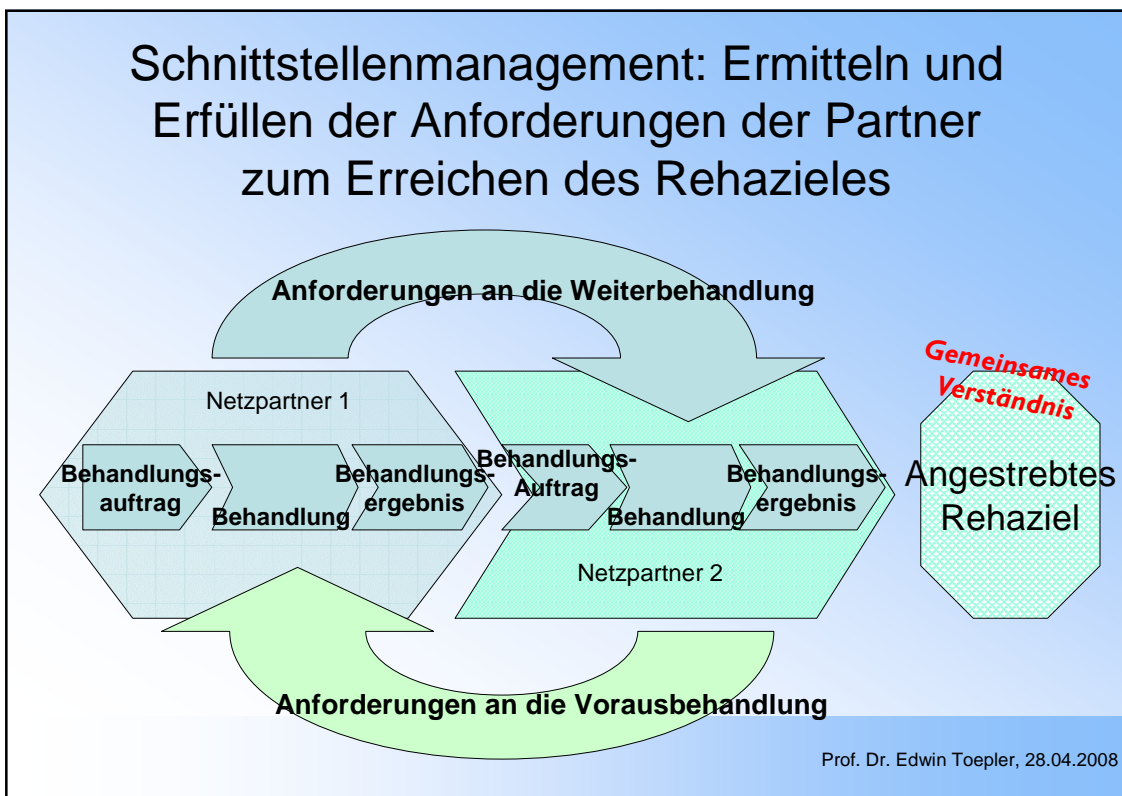 Schnittstellenmanagement: Ermitteln und
Erfüllen der Anforderungen der Partner
zum Erreichen des Rehazieles
Anforderungen an die Weiterbehandlung
Gemeinsames
Verständnis
Netzpartner 1
Behandlungs-
auftrag
Behandlung
Behandlungs-
ergebnis
Behandlungs-
Auftrag
Behandlung
Behandlungs-
ergebnis
Netzpartner 2
Angestrebtes
Rehaziel
Anforderungen an die Vorausbehandlung
Prof. Dr. Edwin Toepler, 28.04.2008